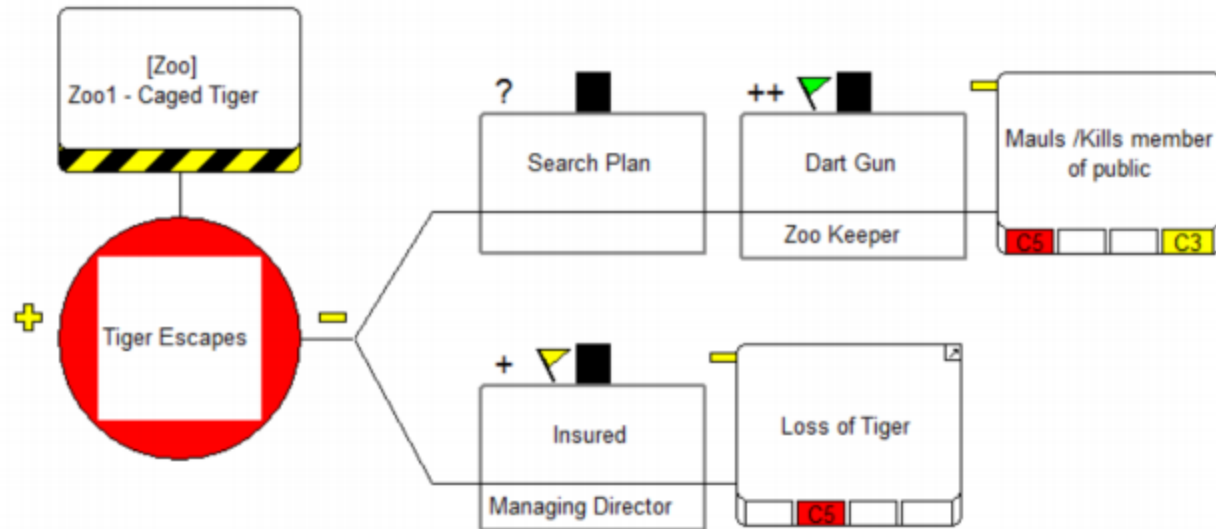 [Zoo]
Zoo1 - Caged Tiger
Tiger Escapes
?
Search Plan
++
Dart Gun
Zoo Keeper
Mauls /Kills member
of public
C5
C3
+
Insured
Managing Director
Loss of Tiger
C5